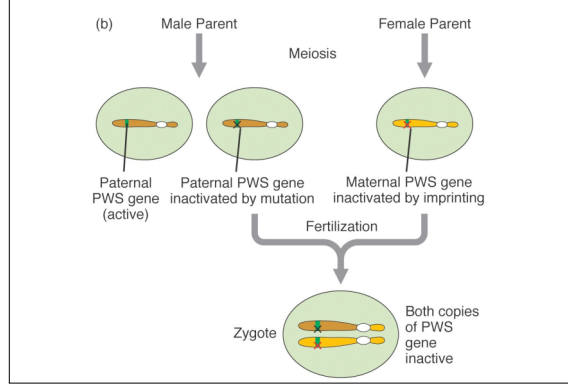 (b)
Male Parent
Female Parent
Meiosis
Paternal
PWS gene
(active)
Paternal PWS gene
inactivated by mutation
Maternal PWS gene
inactivated by imprinting
Fertilization
Zygote
Both copies
of PWS
gene
inactive